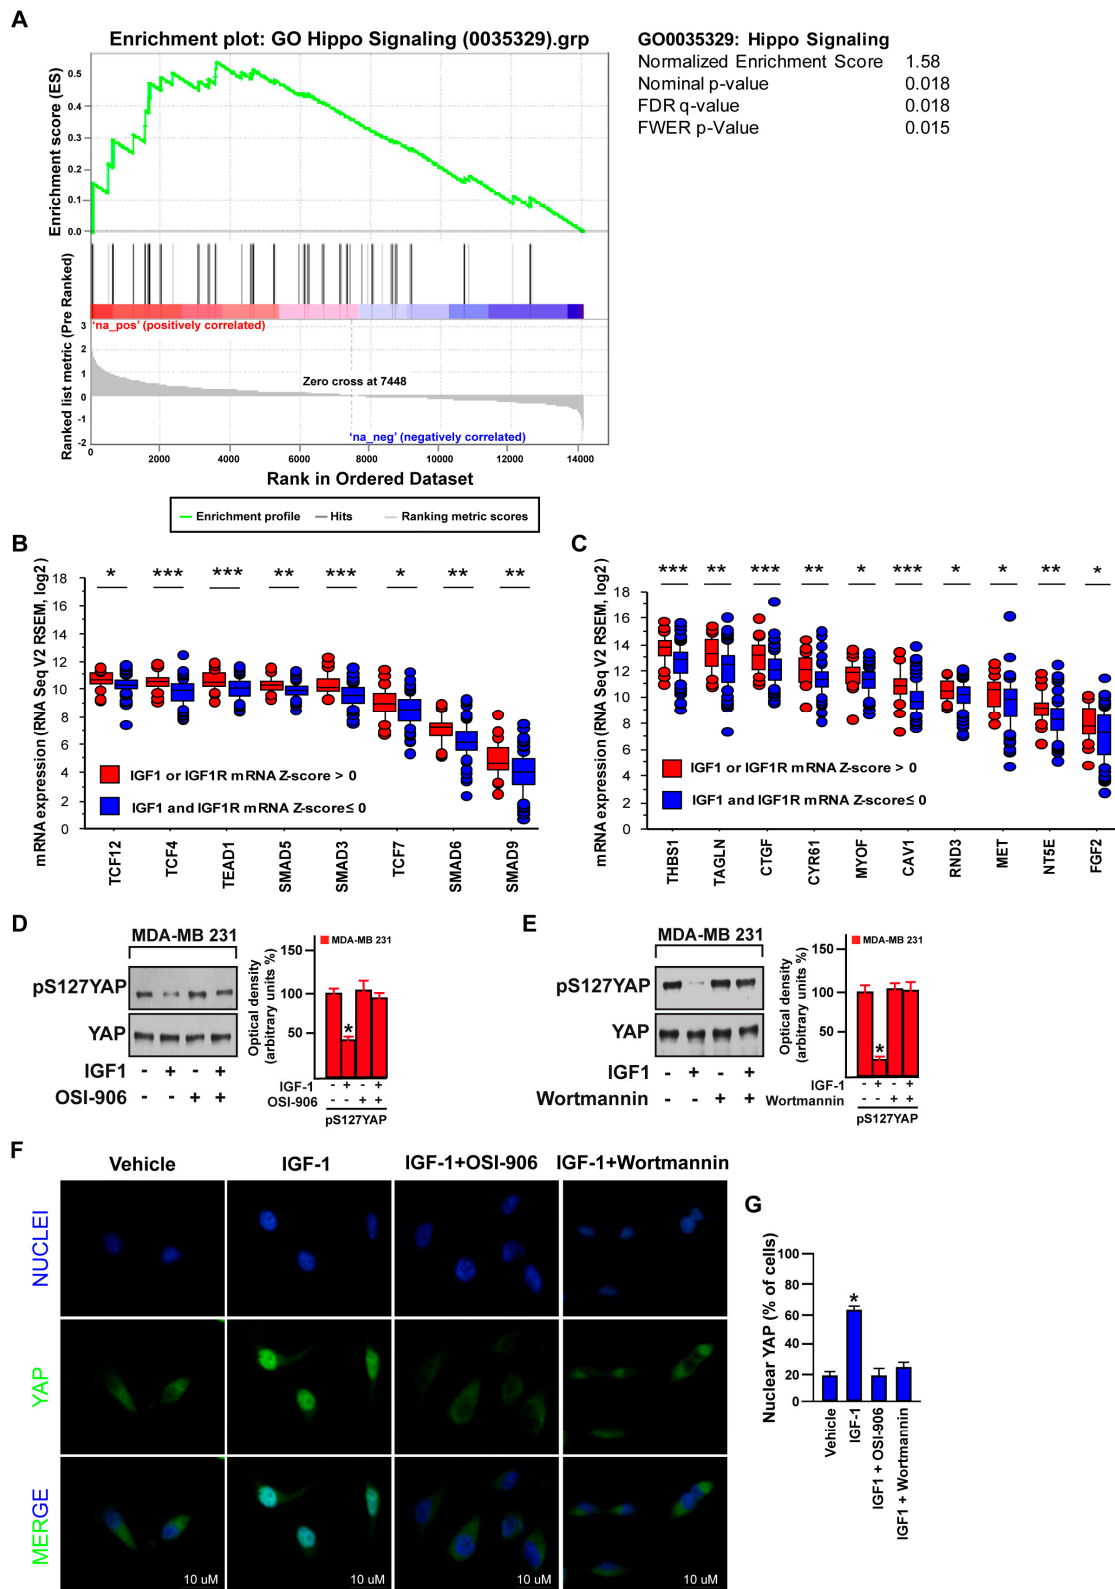 A
Enrichment plot: GO Hippo Signaling (0035329).grp
Enrichment score (ES)
0.5
0.4
0.3
0.2
0.1
0.0
Ranked list metric (Pre Ranked)
'na_pos' (positively correlated)
3
2
1
0
-1
-2
Zero cross at 7448
'na_neg' (negatively correlated)
0 2000 4000 6000 8000 10000 12000 14000
Rank in Ordered Dataset
Enrichment profile Hits Ranking metric scores
GO0035329: Hippo Signaling
Normalized Enrichment Score 1.58
Nominal p-value 0.018
FDR q-value 0.018
FWER p-Value 0.015
B
mRNA expression (RNA Seq V2 RSEM, log2)
18
16
14
12
10
8
6
4
2
0
* *** *** ** *** * ** **
IGF1 or IGF1R mRNA Z-score > 0
IGF1 and IGF1R mRNA Z-score≤ 0
TCF12 TCF4 TEAD1 SMAD5 SMAD3 TCF7 SMAD6 SMAD9
C
mRNA expression (RNA Seq V2 RSEM, log2)
18
16
14
12
10
8
6
4
2
0
*** ** *** ** * *** * * ** *
IGF1 or IGF1R mRNA Z-score > 0
IGF1 and IGF1R mRNA Z-score≤ 0
THBS1 TAGLN CTGF CYR61 MYOF CAV1 RND3 MET NT5E FGF2
D
MDA-MB 231
pS127YAP
YAP
IGF1 - + - +
OSI-906 - - + +
Optical density
(arbitrary units %)
150
100
50
MDA-MB 231
*
IGF-1 - + - +
OSI-906 - - + +
pS127YAP
E
MDA-MB 231
pS127YAP
YAP
IGF1 - + - +
Wortmannin - - + +
Optical density
(arbitrary units %)
150
100
50
MDA-MB 231
*
IGF-1 - + - +
Wortmannin - - + +
pS127YAP
F
Vehicle IGF-1 IGF-1+OSI-906 IGF-1+Wortmannin
NUCLEI
YAP
MERGE
10 uM 10 uM 10 uM 10 uM
G
Nuclear YAP (% of cells)
100
80
60
40
20
0
*
Vehicle
IGF-1
IGF1 + OSI-906
IGF1 + Wortmannin